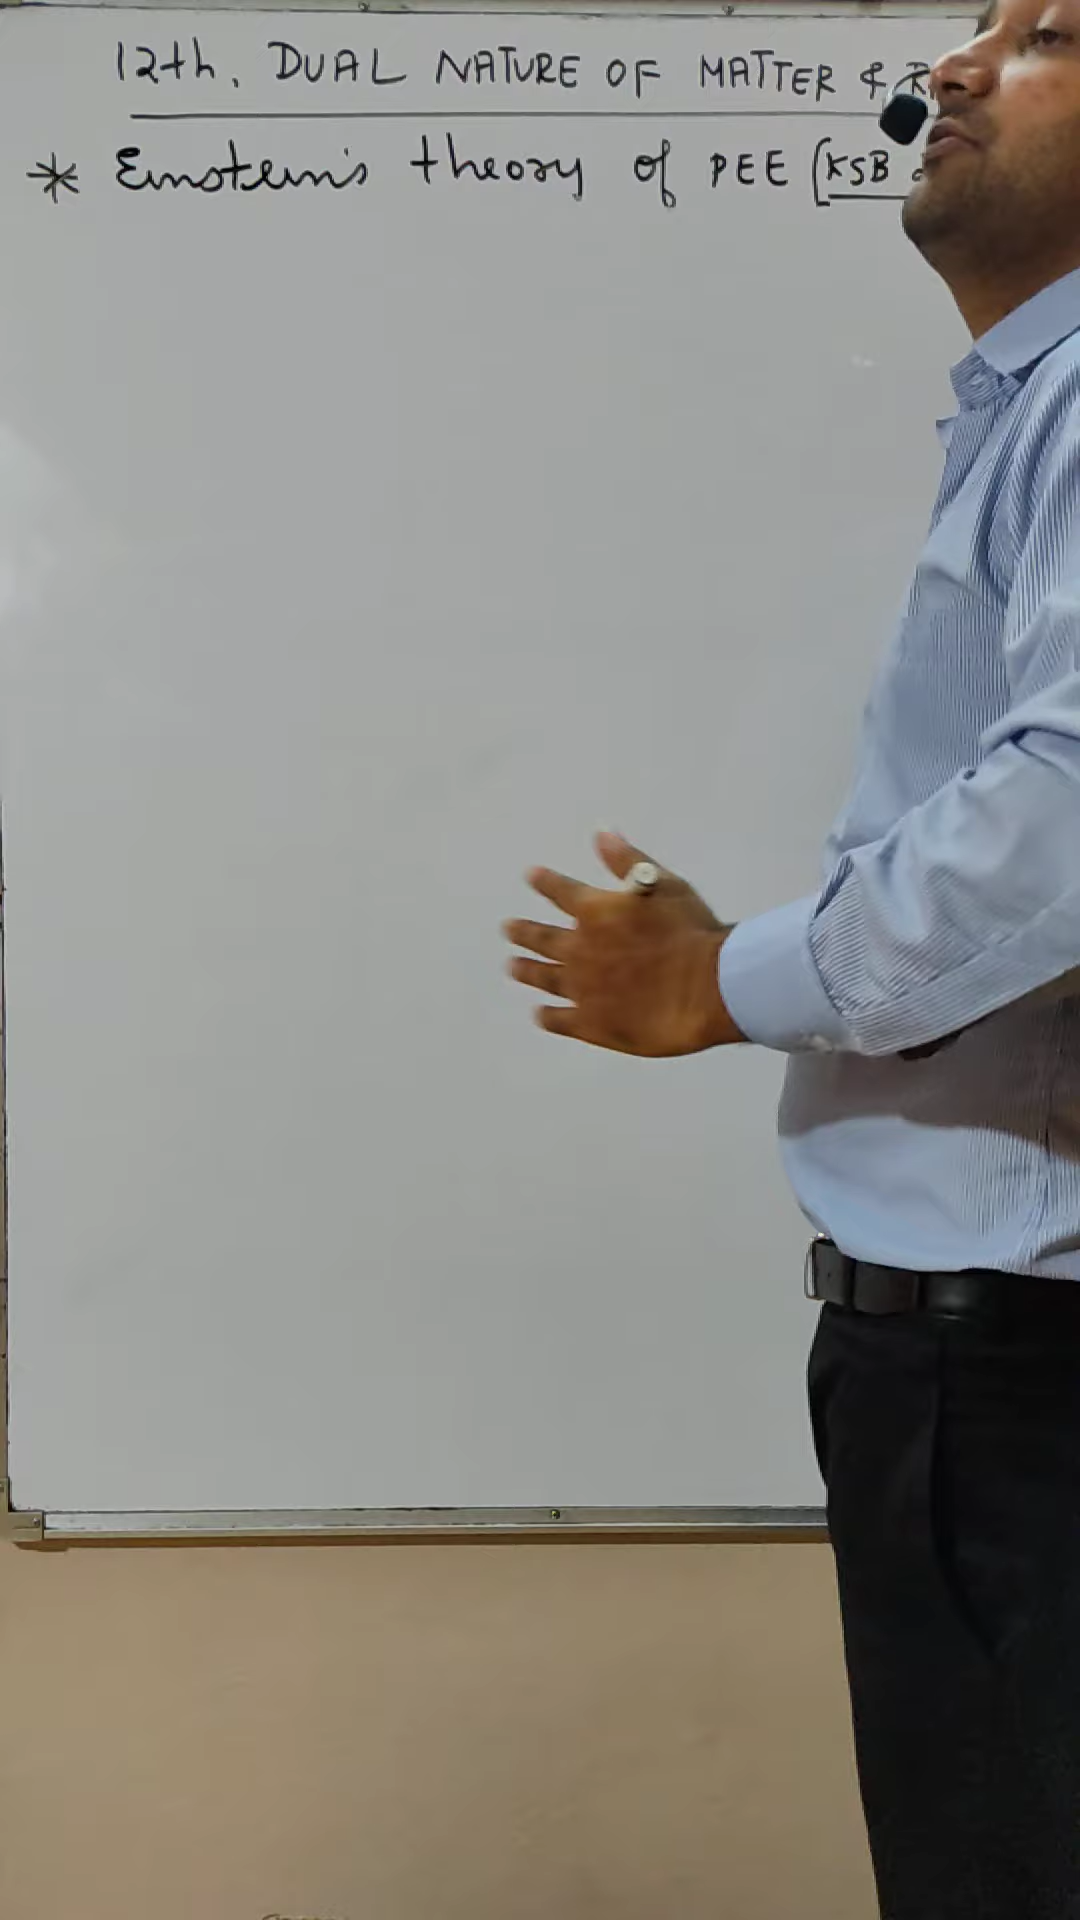 12th. DUAL NATURE OF MATTER &
* Einstein's theory of PEE [KSB